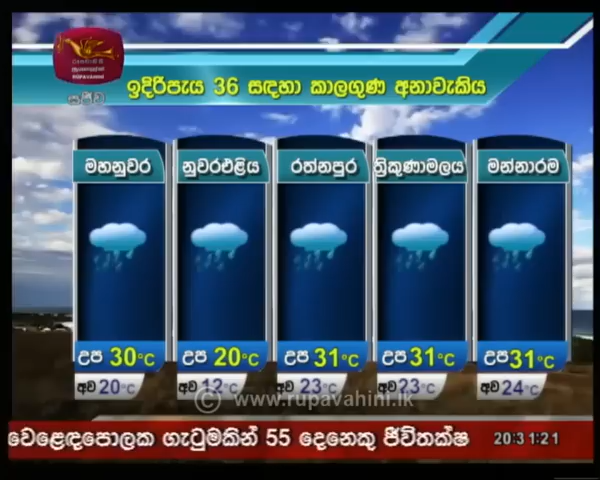 RUPAVAHINI
සජීවි
ඉදිරිපැය 36 සඳහා කාලගුණ අනාවැකිය
මහනුවර
නුවරඑළිය
රත්නපුර
ත්‍රිකුණාමලය
මන්නාරම
උප 30°C
උප 20°C
උප 31°C
උප 31°C
උප 31°C
අව 20°C
අව 12°C
අව 23°C
අව 23°C
අව 24°C
© www.rupavahini.lk
වෙළෙඳපොලක ගැටුමකින් 55 දෙනෙකු ජීවිතක්ෂ
20:31:21